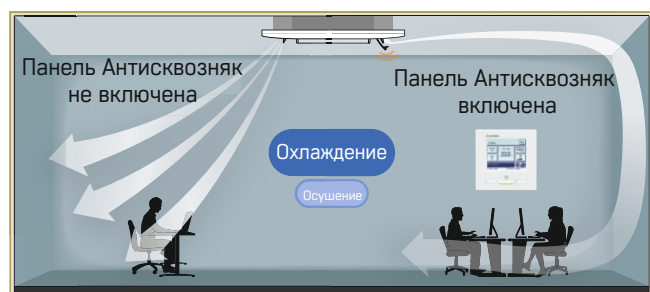 Панель Антисквозняк
не включена
Панель Антисквозняк
включена
Охлаждение
Осушение